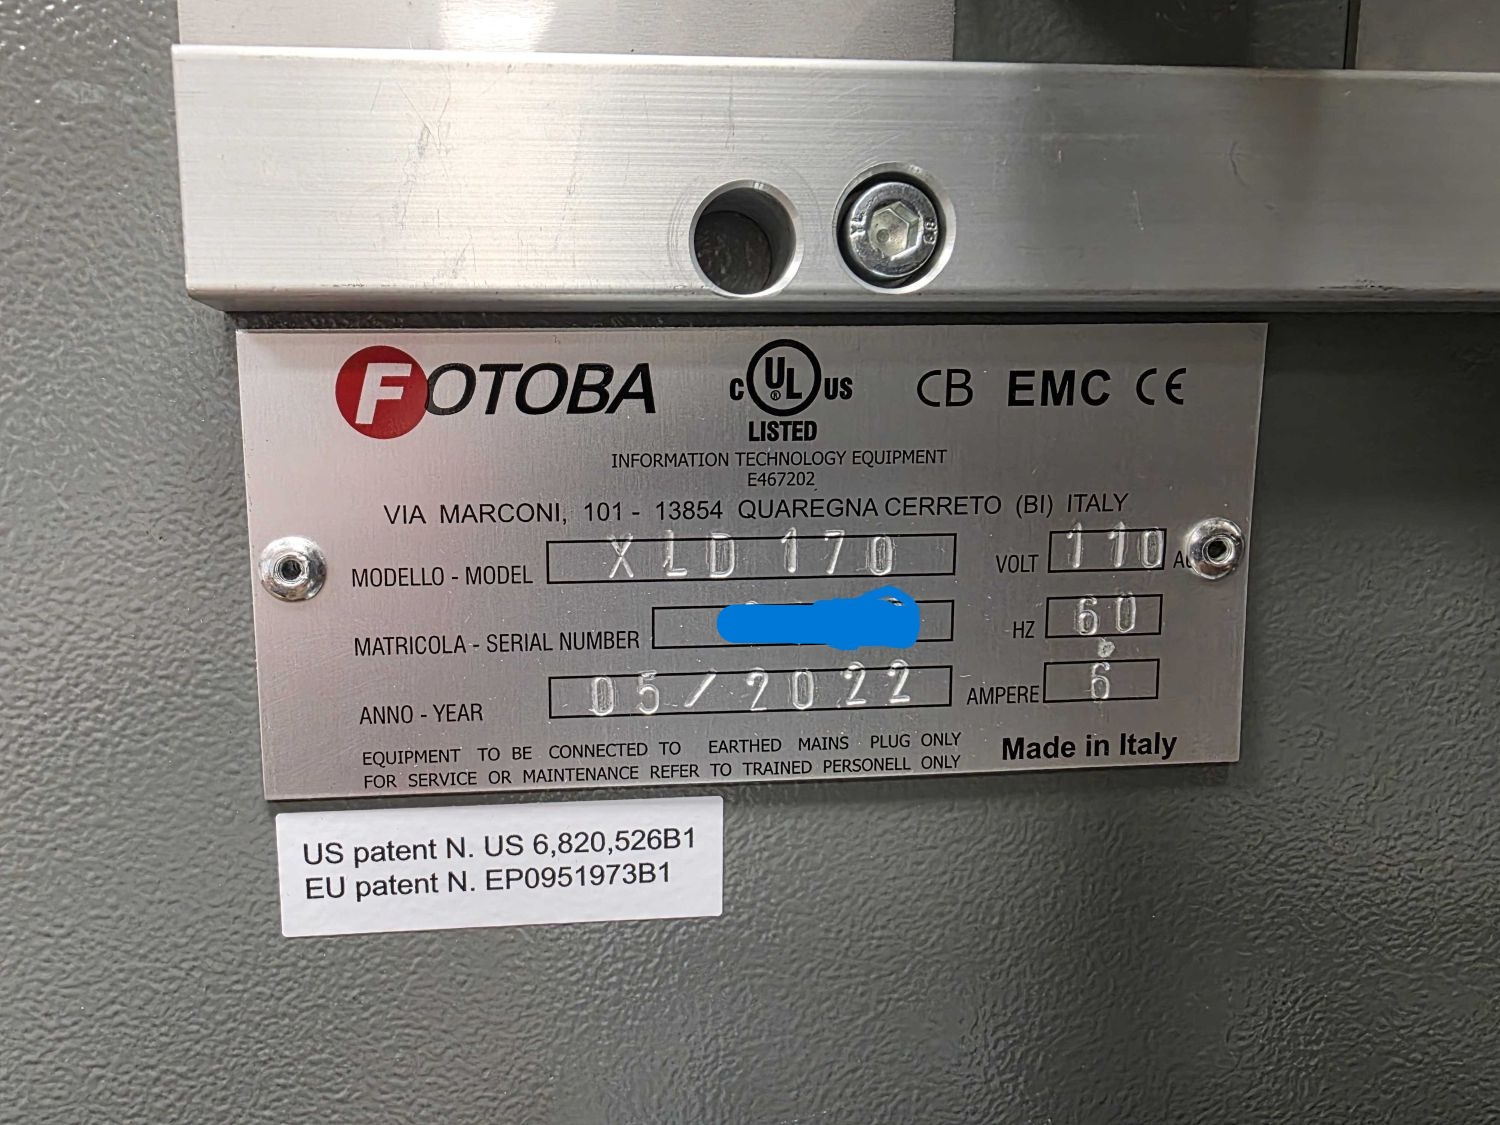 FOTOBA
C UL® US
LISTED
CB EMC CE
INFORMATION TECHNOLOGY EQUIPMENT
E467202
VIA MARCONI, 101 - 13854 QUAREGNA CERRETO (BI) ITALY
MODELLO - MODEL XLD 170
VOLT 110
MATRICOLA - SERIAL NUMBER
HZ 60
ANNO - YEAR 05/2022
AMPERE 6
EQUIPMENT TO BE CONNECTED TO EARTHED MAINS PLUG ONLY
FOR SERVICE OR MAINTENANCE REFER TO TRAINED PERSONELL ONLY
Made in Italy
US patent N. US 6,820,526B1
EU patent N. EP0951973B1